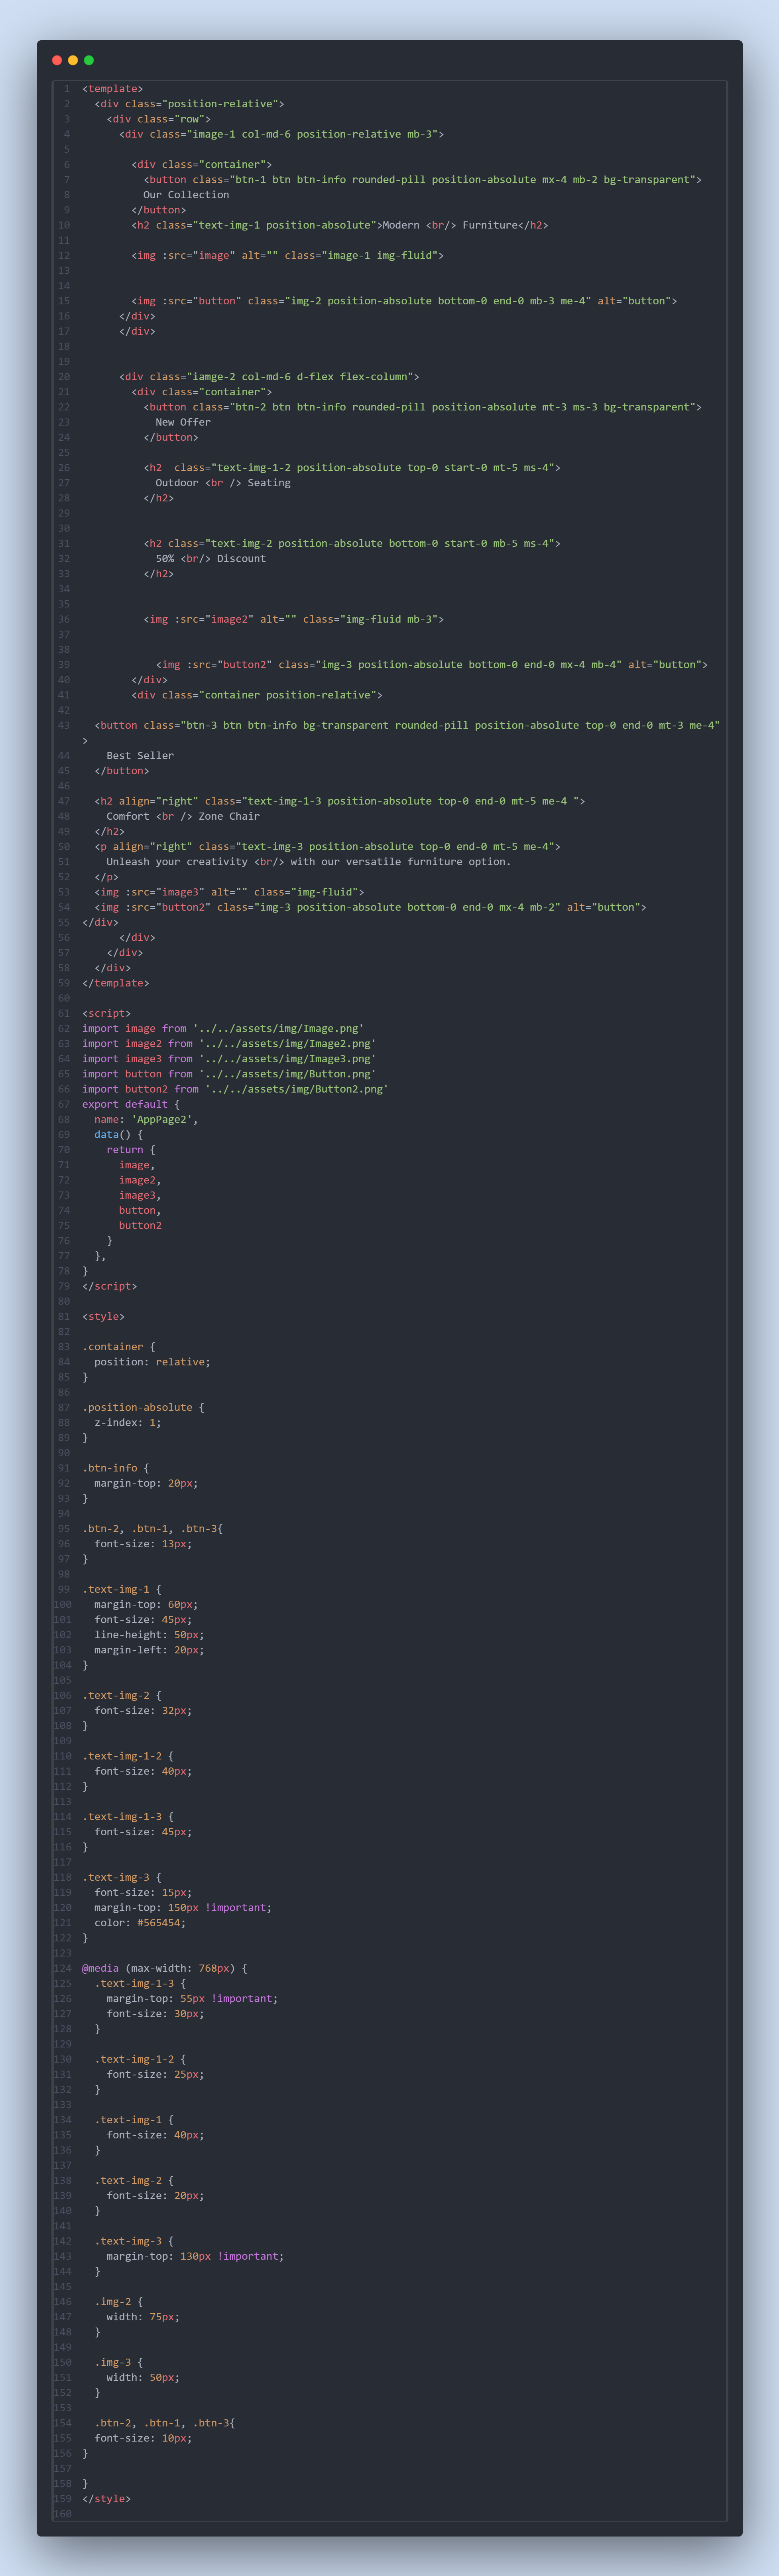 1 <template>
2   <div class="position-relative">
3     <div class="row">
4       <div class="image-1 col-md-6 position-relative mb-3">
5
6         <div class="container">
7           <button class="btn-1 btn btn-info rounded-pill position-absolute mx-4 mb-2 bg-transparent">
8           Our Collection
9         </button>
10         <h2 class="text-img-1 position-absolute">Modern <br/> Furniture</h2>
11
12         <img :src="image" alt="" class="image-1 img-fluid">
13
14
15         <img :src="button" class="img-2 position-absolute bottom-0 end-0 mb-3 me-4" alt="button">
16       </div>
17       </div>
18
19
20       <div class="iamge-2 col-md-6 d-flex flex-column">
21         <div class="container">
22           <button class="btn-2 btn btn-info rounded-pill position-absolute mt-3 ms-3 bg-transparent">
23             New Offer
24           </button>
25
26           <h2  class="text-img-1-2 position-absolute top-0 start-0 mt-5 ms-4">
27             Outdoor <br /> Seating
28           </h2>
29
30
31           <h2 class="text-img-2 position-absolute bottom-0 start-0 mb-5 ms-4">
32             50% <br/> Discount
33           </h2>
34
35
36           <img :src="image2" alt="" class="img-fluid mb-3">
37
38
39             <img :src="button2" class="img-3 position-absolute bottom-0 end-0 mx-4 mb-4" alt="button">
40         </div>
41         <div class="container position-relative">
42
43   <button class="btn-3 btn btn-info bg-transparent rounded-pill position-absolute top-0 end-0 mt-3 me-4"
>
44     Best Seller
45   </button>
46
47   <h2 align="right" class="text-img-1-3 position-absolute top-0 end-0 mt-5 me-4 ">
48     Comfort <br /> Zone Chair
49   </h2>
50   <p align="right" class="text-img-3 position-absolute top-0 end-0 mt-5 me-4">
51     Unleash your creativity <br/> with our versatile furniture option.
52   </p>
53   <img :src="image3" alt="" class="img-fluid">
54   <img :src="button2" class="img-3 position-absolute bottom-0 end-0 mx-4 mb-2" alt="button">
55 </div>
56       </div>
57     </div>
58   </div>
59 </template>
60
61 <script>
62 import image from '../../assets/img/Image.png'
63 import image2 from '../../assets/img/Image2.png'
64 import image3 from '../../assets/img/Image3.png'
65 import button from '../../assets/img/Button.png'
66 import button2 from '../../assets/img/Button2.png'
67 export default {
68   name: 'AppPage2',
69   data() {
70     return {
71       image,
72       image2,
73       image3,
74       button,
75       button2
76     }
77   },
78 }
79 </script>
80
81 <style>
82
83 .container {
84   position: relative;
85 }
86
87 .position-absolute {
88   z-index: 1;
89 }
90
91 .btn-info {
92   margin-top: 20px;
93 }
94
95 .btn-2, .btn-1, .btn-3{
96   font-size: 13px;
97 }
98
99 .text-img-1 {
100   margin-top: 60px;
101   font-size: 45px;
102   line-height: 50px;
103   margin-left: 20px;
104 }
105
106 .text-img-2 {
107   font-size: 32px;
108 }
109
110 .text-img-1-2 {
111   font-size: 40px;
112 }
113
114 .text-img-1-3 {
115   font-size: 45px;
116 }
117
118 .text-img-3 {
119   font-size: 15px;
120   margin-top: 150px !important;
121   color: #565454;
122 }
123
124 @media (max-width: 768px) {
125   .text-img-1-3 {
126     margin-top: 55px !important;
127     font-size: 30px;
128   }
129
130   .text-img-1-2 {
131     font-size: 25px;
132   }
133
134   .text-img-1 {
135     font-size: 40px;
136   }
137
138   .text-img-2 {
139     font-size: 20px;
140   }
141
142   .text-img-3 {
143     margin-top: 130px !important;
144   }
145
146   .img-2 {
147     width: 75px;
148   }
149
150   .img-3 {
151     width: 50px;
152   }
153
154   .btn-2, .btn-1, .btn-3{
155   font-size: 10px;
156 }
157
158 }
159 </style>
160